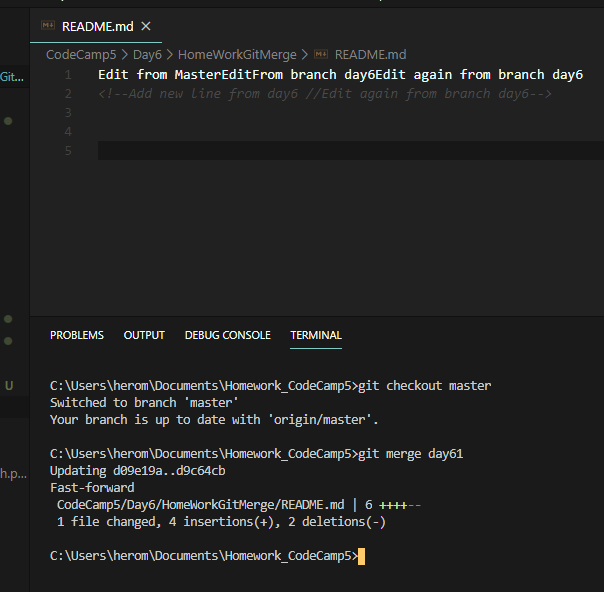 README.md
CodeCamp5 > Day6 > HomeWorkGitMerge > README.md
Git...
1 Edit from MasterEditFrom branch day6Edit again from branch day6
2 <!--Add new line from day6 //Edit again from branch day6-->
3
4
5
U
h.p...
PROBLEMS OUTPUT DEBUG CONSOLE TERMINAL
C:\Users\herom\Documents\Homework_CodeCamp5>git checkout master
Switched to branch 'master'
Your branch is up to date with 'origin/master'.
C:\Users\herom\Documents\Homework_CodeCamp5>git merge day61
Updating d09e19a..d9c64cb
Fast-forward
CodeCamp5/Day6/HomeWorkGitMerge/README.md | 6 ++++--
1 file changed, 4 insertions(+), 2 deletions(-)
C:\Users\herom\Documents\Homework_CodeCamp5>